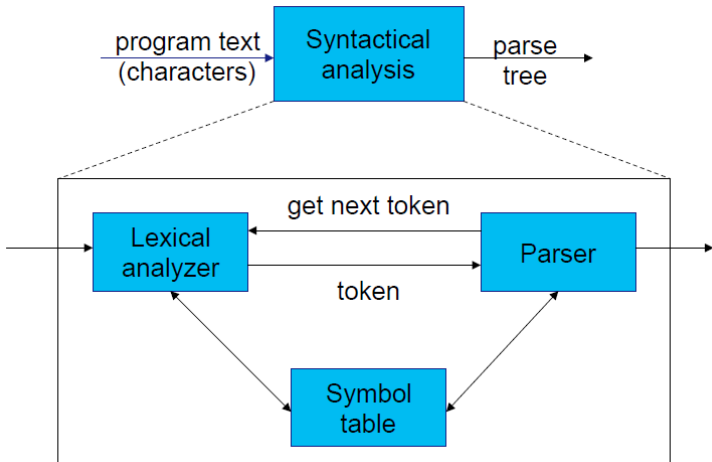 program text
(characters)
Syntactical
analysis
parse
tree
get next token
Lexical
analyzer
Parser
token
Symbol
table